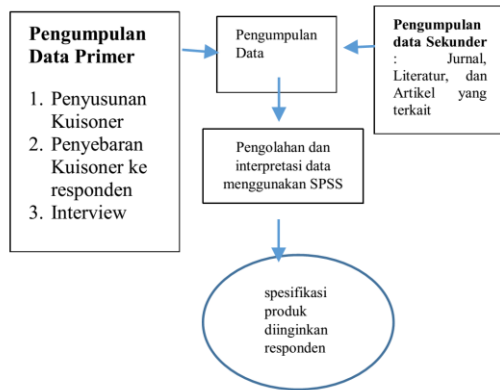 Pengumpulan
Data Primer
1. Penyusunan
Kuisoner
2. Penyebaran
Kuisoner ke
responden
3. Interview
Pengumpulan
Data
Pengumpulan
data Sekunder
: Jurnal,
Literatur, dan
Artikel yang
terkait
Pengolahan dan
interpretasi data
menggunakan SPSS
spesifikasi
produk
diinginkan
responden